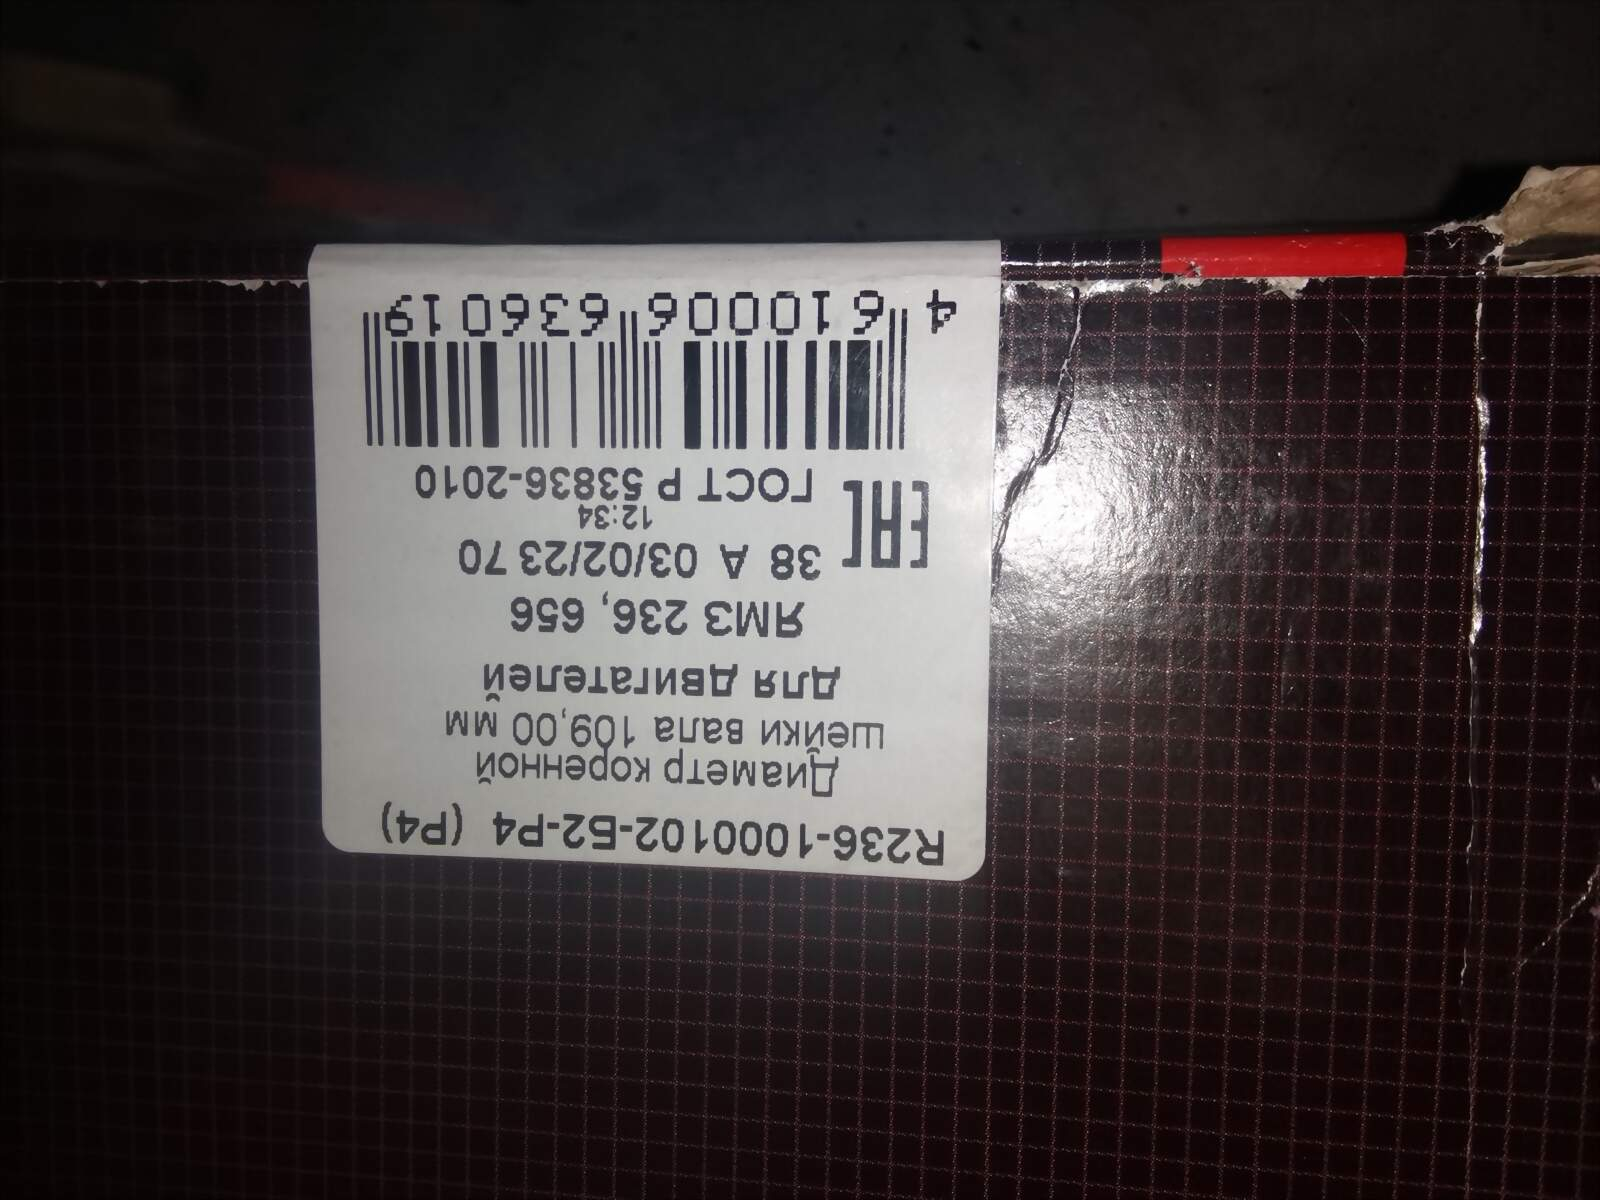 R236-1000102-Б2-Р4 (Р4)
Диаметр коренной
шейки вала 109,00 мм
для двигателей
ЯМЗ 236, 656
38 А 03/02/23 70
12:34
EAC
ГОСТ Р 53836-2010
4 610006 636019